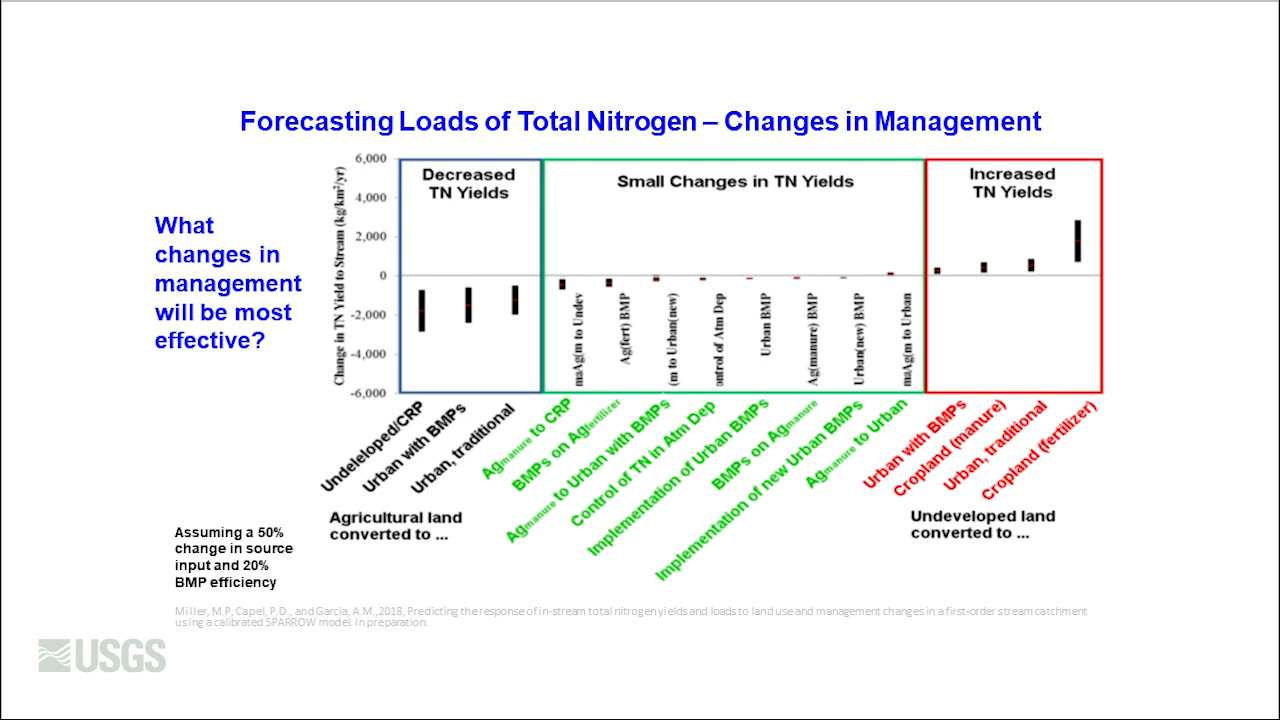 Forecasting Loads of Total Nitrogen – Changes in Management
What
changes in
management
will be most
effective?
Change in TN Yield to Stream (kg/km²/yr)
6,000
4,000
2,000
0
-2,000
-4,000
-6,000
Decreased
TN Yields
Small Changes in TN Yields
Increased
TN Yields
maAg(m to Undev
Ag(fert) BMP
(m to Urban(new)
ontrol of Atm Dep
Urban BMP
Ag(manure) BMP
Urban(new) BMP
maAg(m to Urban
Undeleloped/CRP
Urban with BMPs
Urban, traditional
Agmanure to CRP
BMPs on Agfertilizer
Agmanure to Urban with BMPs
Control of TN in Atm Dep
Implementation of Urban BMPs
BMPs on Agmanure
Implementation of new Urban BMPs
Agmanure to Urban
Urban with BMPs
Cropland (manure)
Urban, traditional
Cropland (fertilizer)
Agricultural land
converted to ...
Undeveloped land
converted to ...
Assuming a 50%
change in source
input and 20%
BMP efficiency
Miller, M.P, Capel, P.D., and Garcia, A.M.,2018, Predicting the response of in-stream total nitrogen yields and loads to land use and management changes in a first-order stream catchment
using a calibrated SPARROW model. In preparation.
USGS